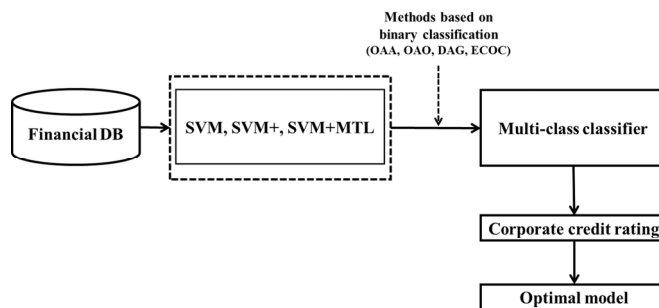 Methods based on
binary classification
(OAA, OAO, DAG, ECOC)
Financial DB
SVM, SVM+, SVM+MTL
Multi-class classifier
Corporate credit rating
Optimal model